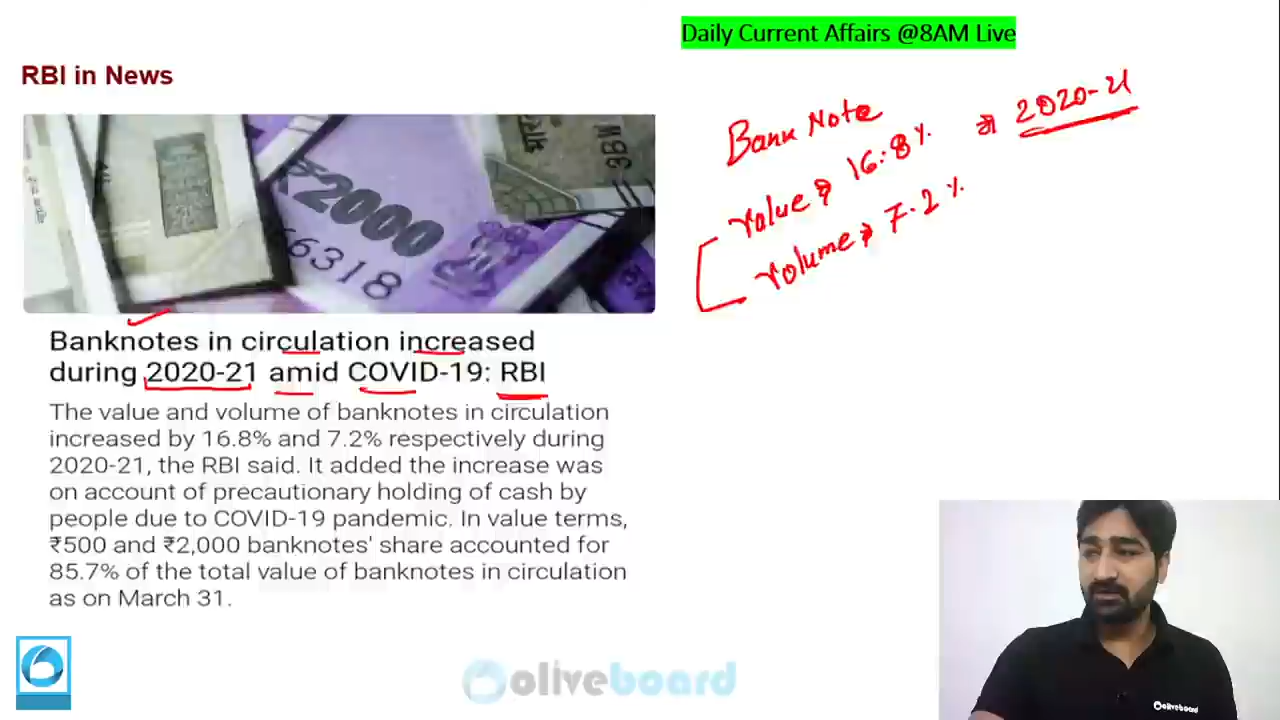 Daily Current Affairs @8AM Live
RBI in News
₹2000
66318
Banknotes in circulation increased
during 2020-21 amid COVID-19: RBI
The value and volume of banknotes in circulation
increased by 16.8% and 7.2% respectively during
2020-21, the RBI said. It added the increase was
on account of precautionary holding of cash by
people due to COVID-19 pandemic. In value terms,
₹500 and ₹2,000 banknotes' share accounted for
85.7% of the total value of banknotes in circulation
as on March 31.
Bank Note
value → 16.8% → 2020-21
volume → 7.2%
oliveboard
oliveboard